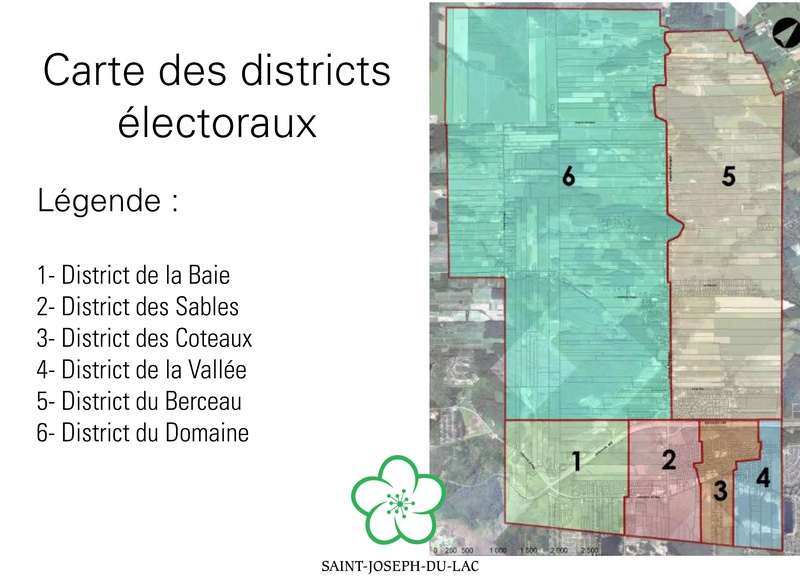 Carte des districts
électoraux
Légende :
1- District de la Baie
2- District des Sables
3- District des Coteaux
4- District de la Vallée
5- District du Berceau
6- District du Domaine
SAINT-JOSEPH-DU-LAC
6
5
1
2
3
4
0 250 500 1 000 1 500 2 000 2 500